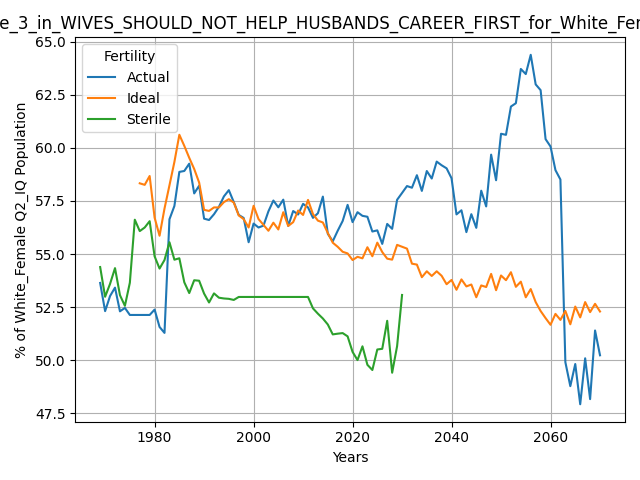 e_3_in_WIVES_SHOULD_NOT_HELP_HUSBANDS_CAREER_FIRST_for_White_Fem
Fertility
Actual
Ideal
Sterile
% of White_Female Q2_IQ Population
65.0
62.5
60.0
57.5
55.0
52.5
50.0
47.5
1980
2000
2020
2040
2060
Years